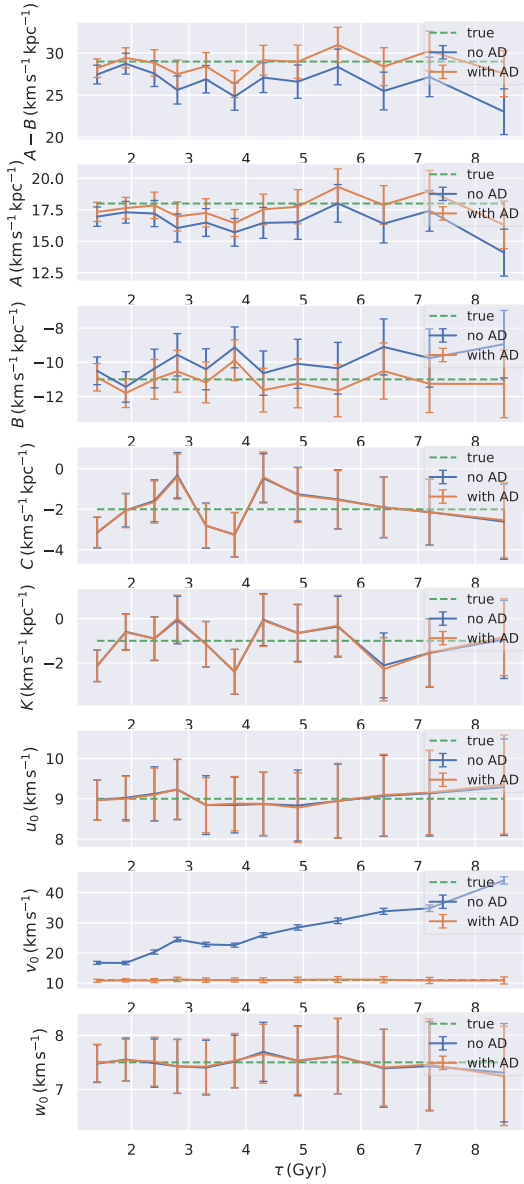 A − B (km s⁻¹ kpc⁻¹)
30
25
20
true
no AD
with AD
2 3 4 5 6 7 8
A (km s⁻¹ kpc⁻¹)
20.0
17.5
15.0
12.5
true
no AD
with AD
2 3 4 5 6 7 8
B (km s⁻¹ kpc⁻¹)
−8
−10
−12
true
no AD
with AD
2 3 4 5 6 7 8
C (km s⁻¹ kpc⁻¹)
0
−2
−4
true
no AD
with AD
2 3 4 5 6 7 8
K (km s⁻¹ kpc⁻¹)
0
−2
true
no AD
with AD
2 3 4 5 6 7 8
u₀ (km s⁻¹)
10
9
8
true
no AD
with AD
2 3 4 5 6 7 8
v₀ (km s⁻¹)
40
30
20
10
true
no AD
with AD
2 3 4 5 6 7 8
w₀ (km s⁻¹)
8
7
true
no AD
with AD
2 3 4 5 6 7 8
τ (Gyr)